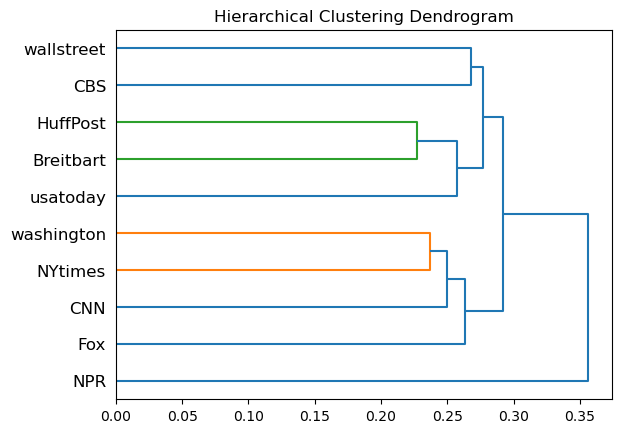 Hierarchical Clustering Dendrogram
wallstreet
CBS
HuffPost
Breitbart
usatoday
washington
NYtimes
CNN
Fox
NPR
0.00 0.05 0.10 0.15 0.20 0.25 0.30 0.35